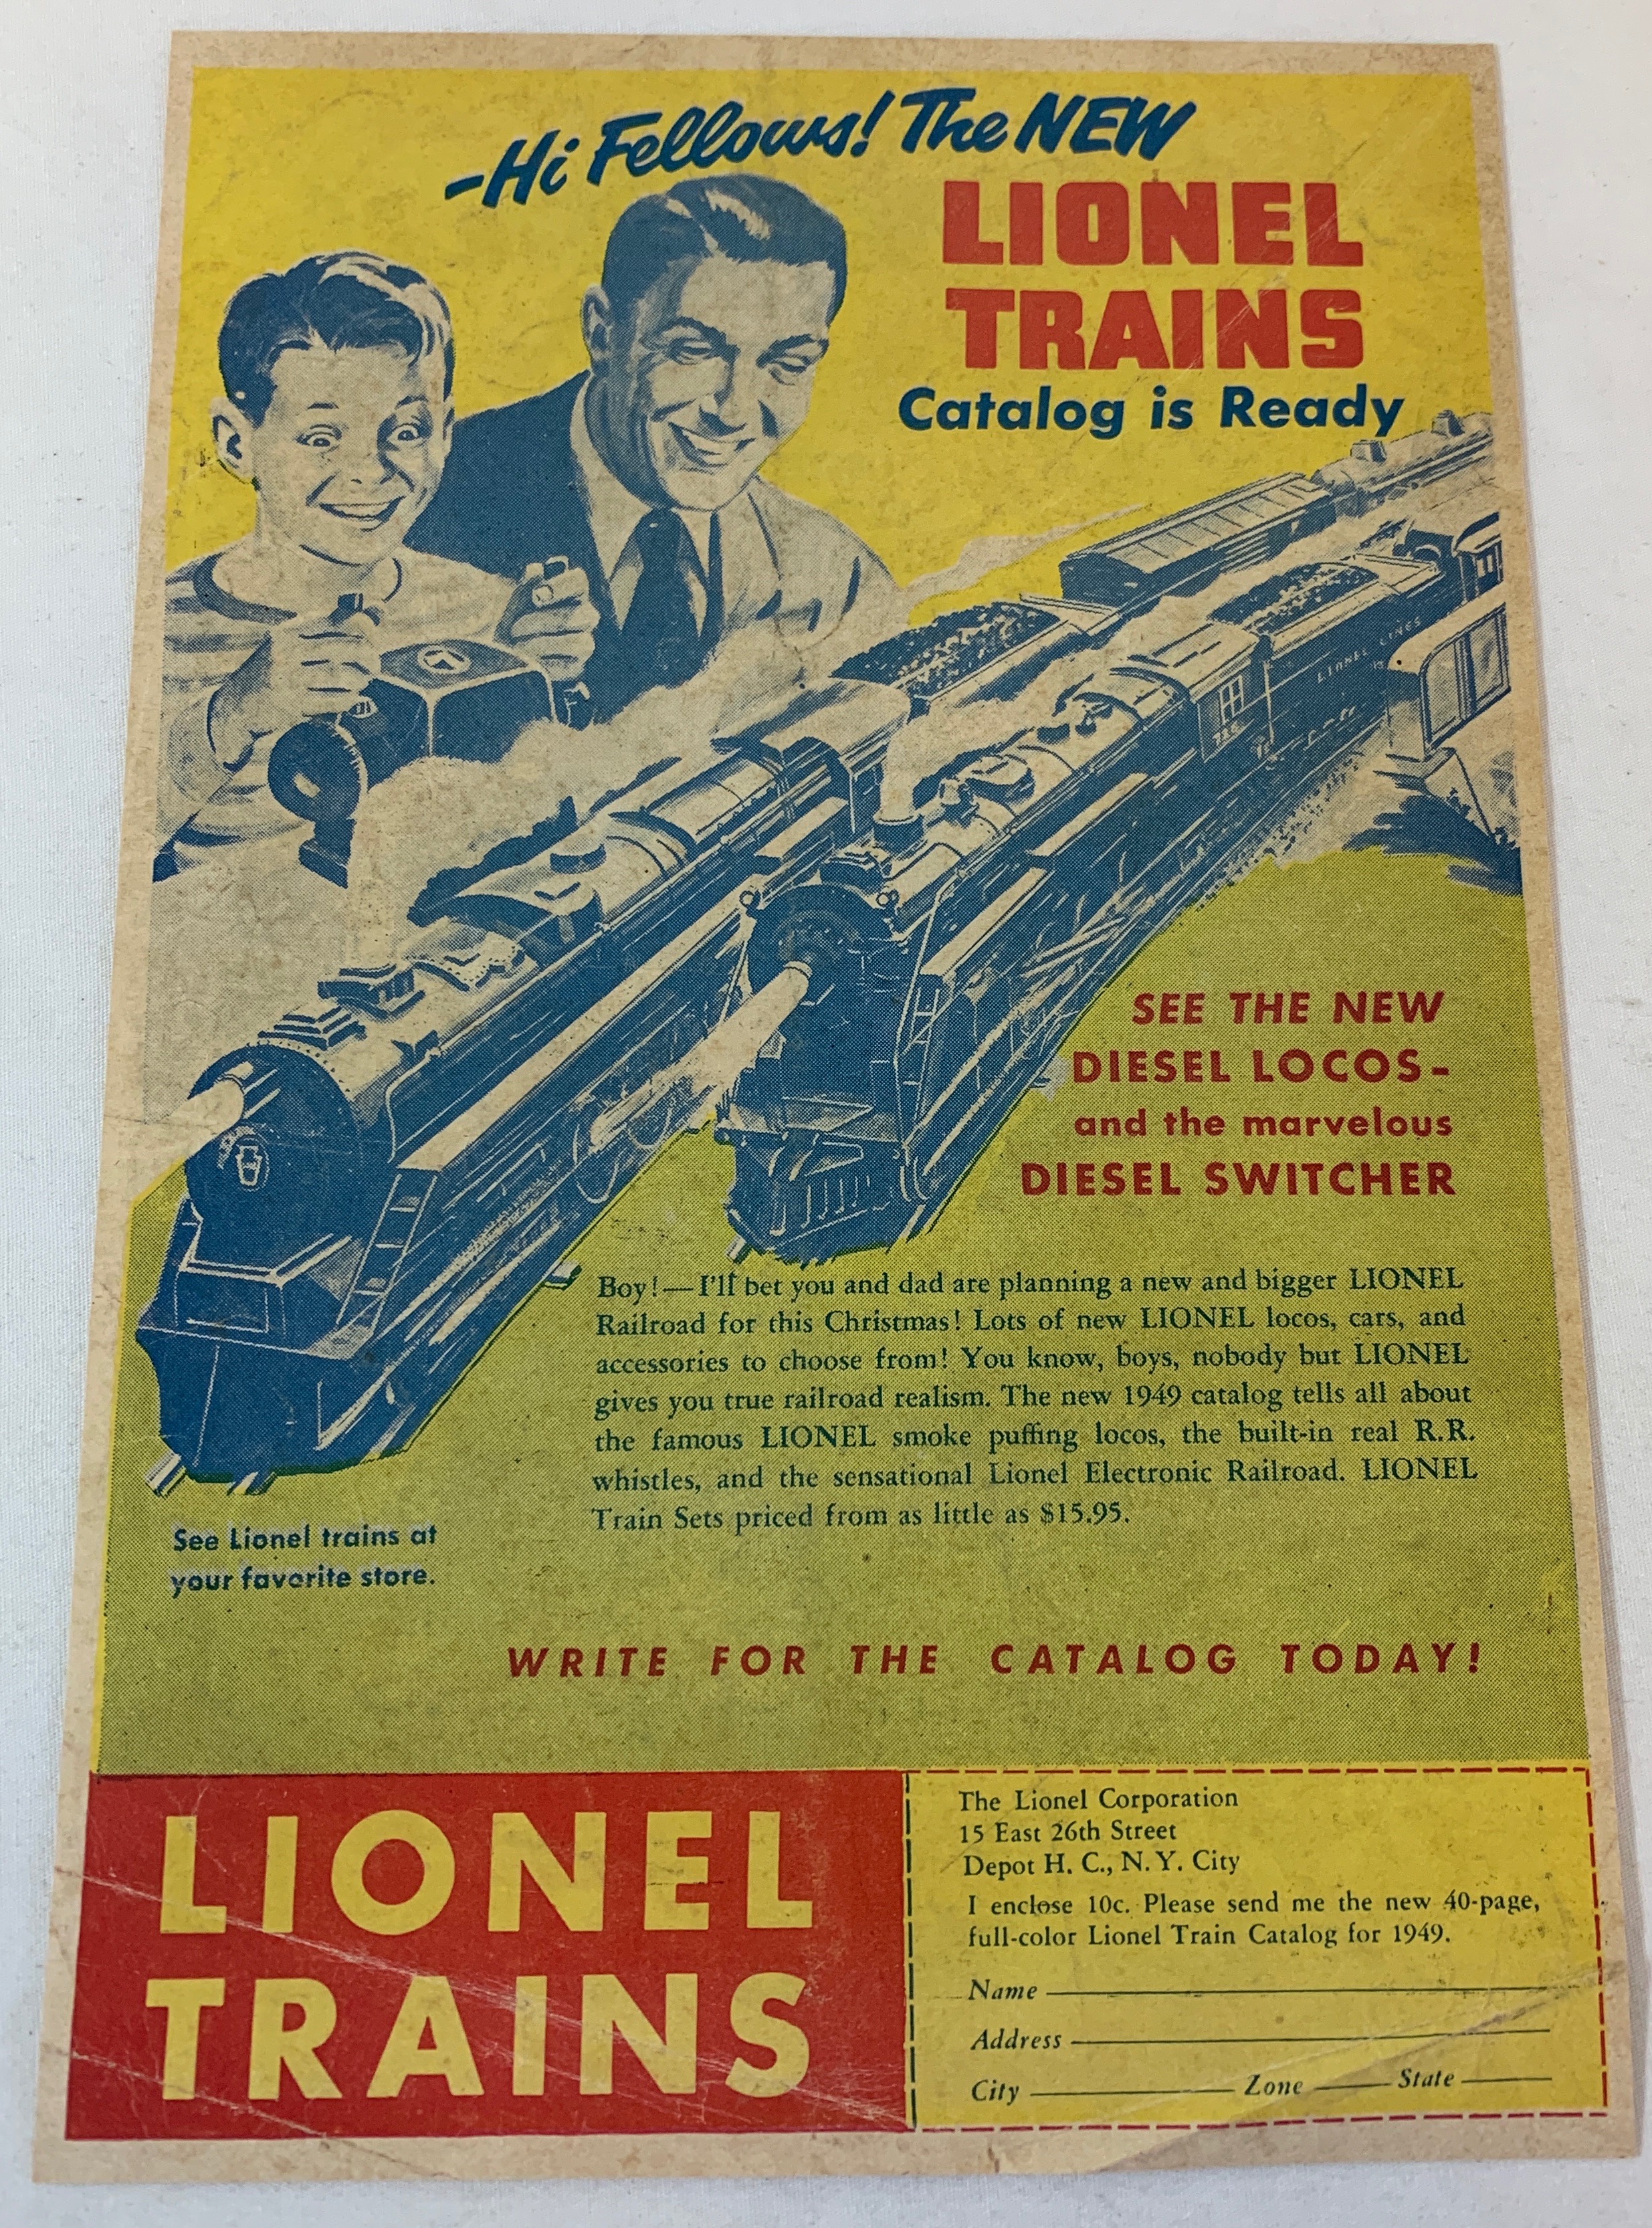 -Hi Fellows! The NEW
LIONEL
TRAINS
Catalog is Ready
LIONEL LINES
SEE THE NEW
DIESEL LOCOS-
and the marvelous
DIESEL SWITCHER
Boy!—I'll bet you and dad are planning a new and bigger LIONEL
Railroad for this Christmas! Lots of new LIONEL locos, cars, and
accessories to choose from! You know, boys, nobody but LIONEL
gives you true railroad realism. The new 1949 catalog tells all about
the famous LIONEL smoke puffing locos, the built-in real R.R.
whistles, and the sensational Lionel Electronic Railroad. LIONEL
Train Sets priced from as little as $15.95.
See Lionel trains at
your favorite store.
WRITE FOR THE CATALOG TODAY!
LIONEL
TRAINS
The Lionel Corporation
15 East 26th Street
Depot H. C., N. Y. City
I enclose 10c. Please send me the new 40-page,
full-color Lionel Train Catalog for 1949.
Name
Address
City Zone State